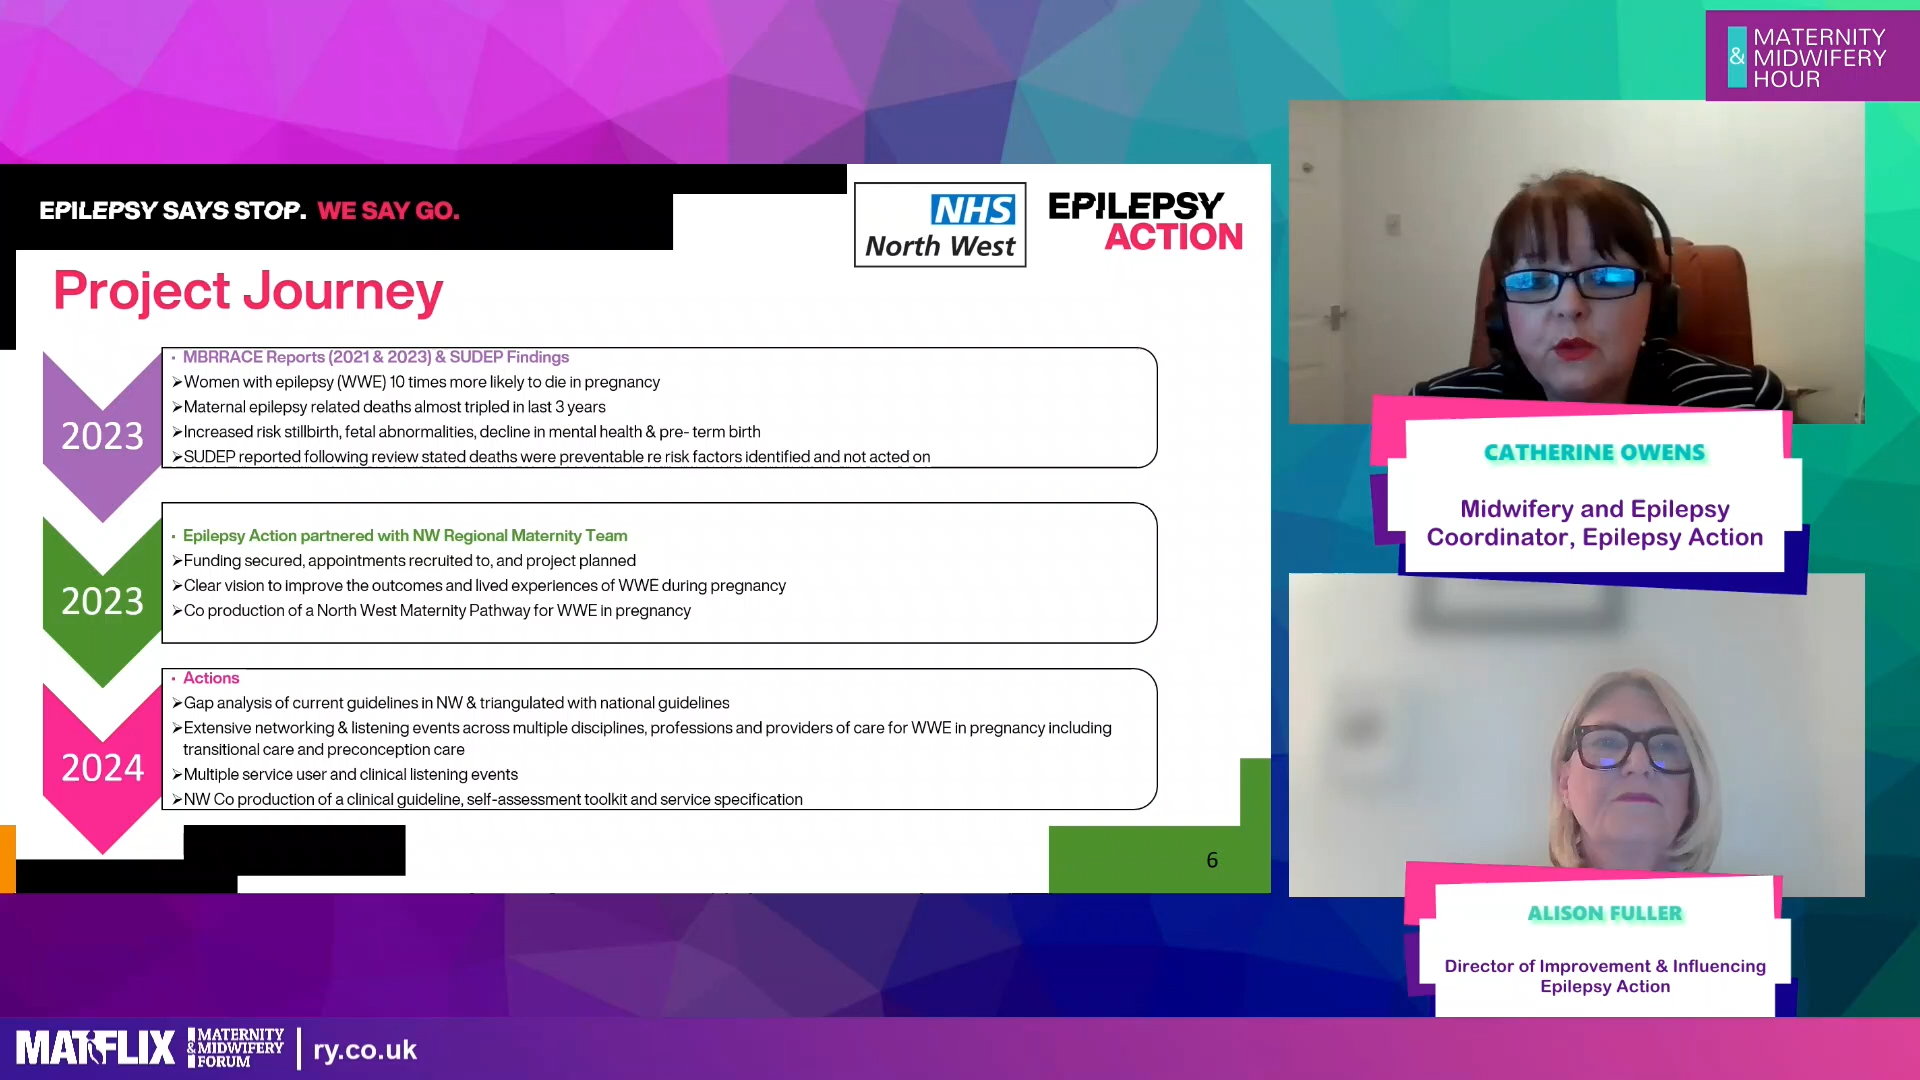 MATERNITY
& MIDWIFERY
HOUR
EPILEPSY SAYS STOP. WE SAY GO.
NHS
North West
EPILEPSY
ACTION
Project Journey
2023
• MBRRACE Reports (2021 & 2023) & SUDEP Findings
➢Women with epilepsy (WWE) 10 times more likely to die in pregnancy
➢Maternal epilepsy related deaths almost tripled in last 3 years
➢Increased risk stillbirth, fetal abnormalities, decline in mental health & pre- term birth
➢SUDEP reported following review stated deaths were preventable re risk factors identified and not acted on
2023
• Epilepsy Action partnered with NW Regional Maternity Team
➢Funding secured, appointments recruited to, and project planned
➢Clear vision to improve the outcomes and lived experiences of WWE during pregnancy
➢Co production of a North West Maternity Pathway for WWE in pregnancy
2024
• Actions
➢Gap analysis of current guidelines in NW & triangulated with national guidelines
➢Extensive networking & listening events across multiple disciplines, professions and providers of care for WWE in pregnancy including
transitional care and preconception care
➢Multiple service user and clinical listening events
➢NW Co production of a clinical guideline, self-assessment toolkit and service specification
6
CATHERINE OWENS
Midwifery and Epilepsy
Coordinator, Epilepsy Action
ALISON FULLER
Director of Improvement & Influencing
Epilepsy Action
MATFLIX
MATERNITY
& MIDWIFERY
FORUM
ry.co.uk